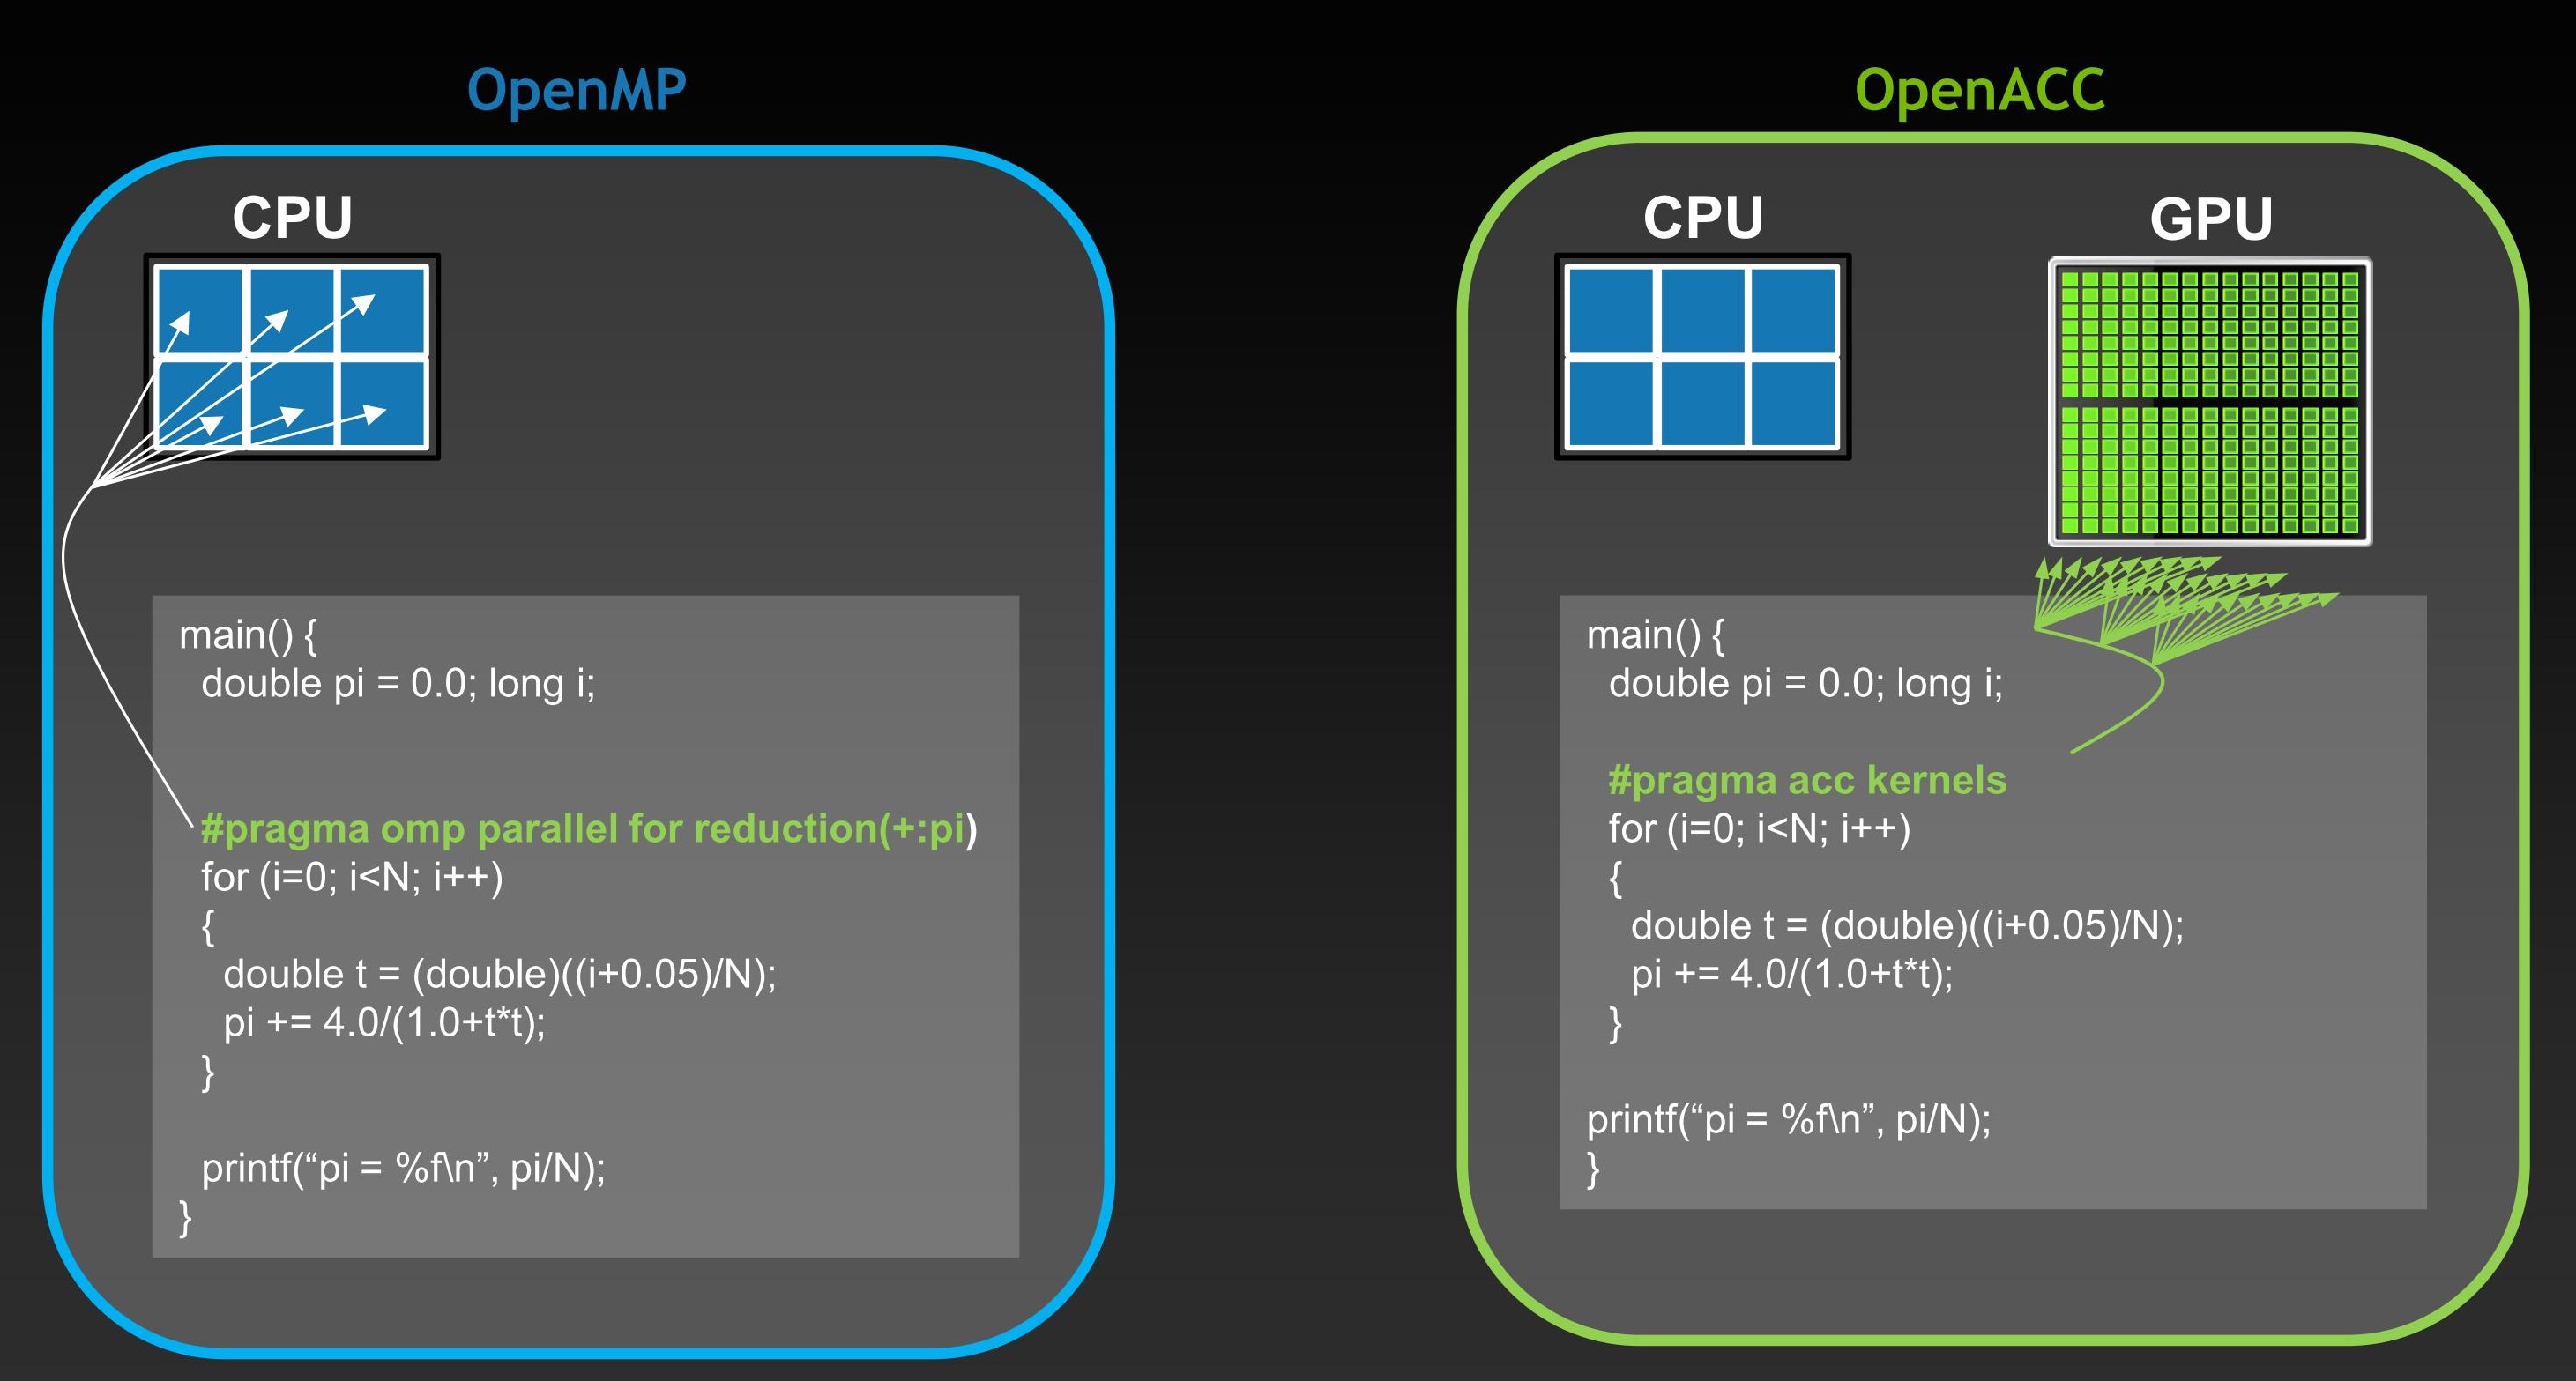 OpenMP
CPU
main() {
double pi = 0.0; long i;
#pragma omp parallel for reduction(+:pi)
for (i=0; i<N; i++)
{
double t = (double)((i+0.05)/N);
pi += 4.0/(1.0+t*t);
}
printf(“pi = %f\n”, pi/N);
}
OpenACC
CPU
GPU
main() {
double pi = 0.0; long i;
#pragma acc kernels
for (i=0; i<N; i++)
{
double t = (double)((i+0.05)/N);
pi += 4.0/(1.0+t*t);
}
printf(“pi = %f\n”, pi/N);
}